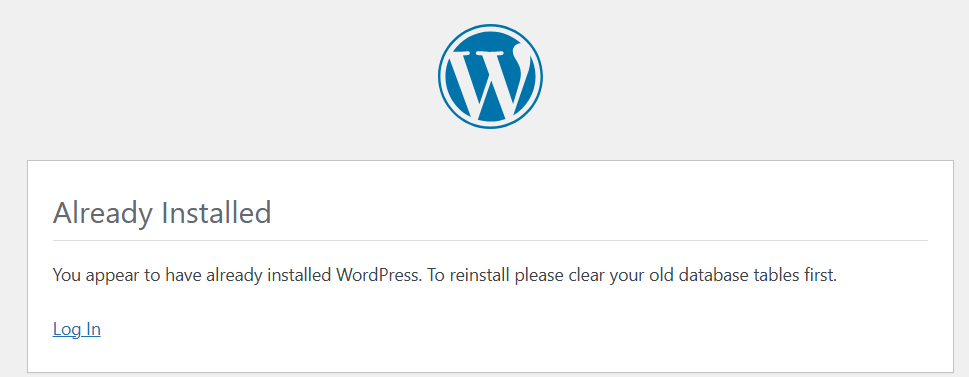 Already Installed
You appear to have already installed WordPress. To reinstall please clear your old database tables first.
Log In